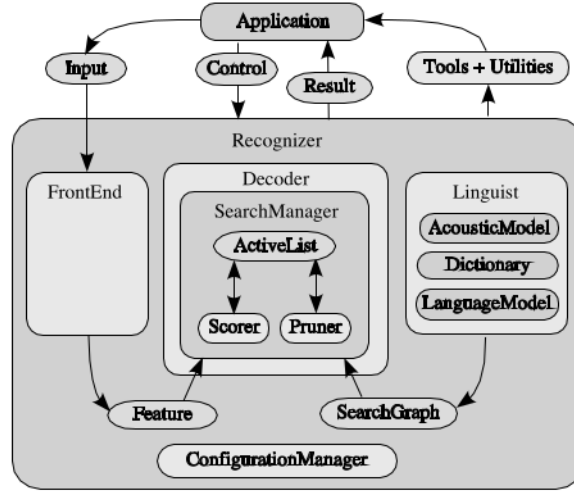 Application
Input
Control
Result
Tools + Utilities
Recognizer
FrontEnd
Decoder
SearchManager
ActiveList
Scorer
Pruner
Linguist
AcousticModel
Dictionary
LanguageModel
Feature
SearchGraph
ConfigurationManager